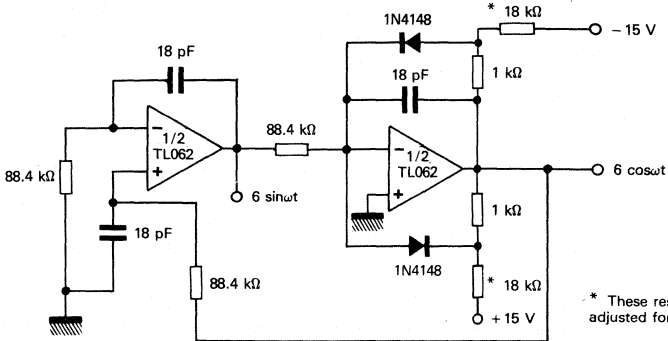 * 18 kΩ
1N4148
− 15 V
18 pF
18 pF
1 kΩ
88.4 kΩ
−
1/2
TL062
+
−
1/2
TL062
+
88.4 kΩ
6 sinωt
6 cosωt
18 pF
1 kΩ
88.4 kΩ
1N4148
* 18 kΩ
+ 15 V
* These res
adjusted for